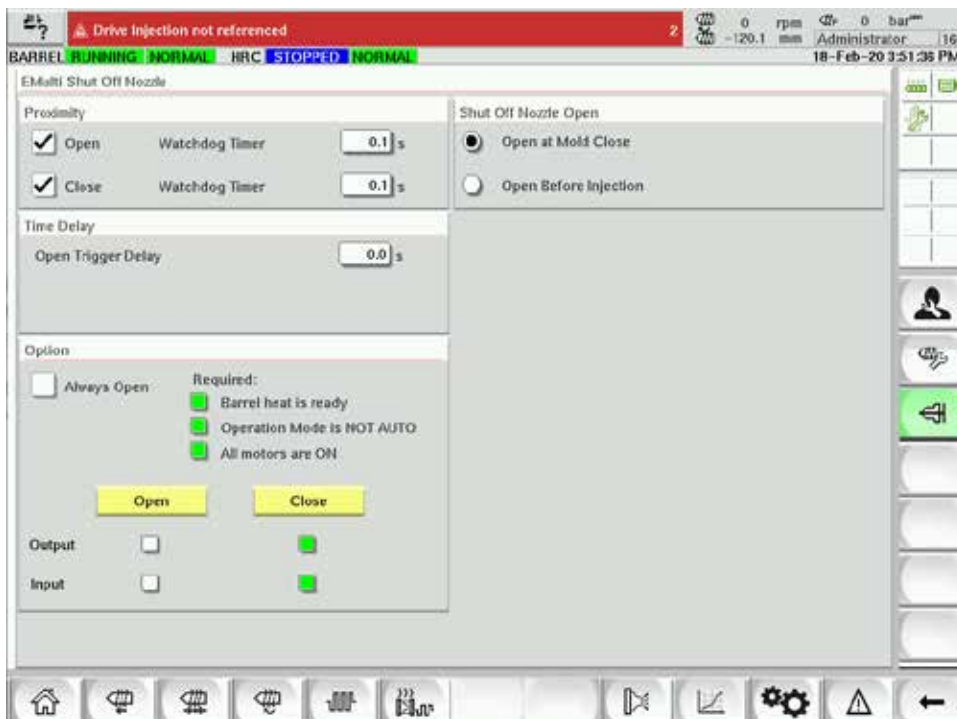 Drive Injection not referenced 2
0 rpm 0 bar
-120.1 mm Administrator 16
BARREL RUNNING NORMAL HRC STOPPED NORMAL 18-Feb-20 3:51:36 PM
EMulti Shut Off Nozzle
Proximity
Open Watchdog Timer 0.1 s
Close Watchdog Timer 0.1 s
Shut Off Nozzle Open
Open at Mold Close
Open Before Injection
Time Delay
Open Trigger Delay 0.0 s
Option
Always Open
Required:
Barrel heat is ready
Operation Mode is NOT AUTO
All motors are ON
Open Close
Output
Input